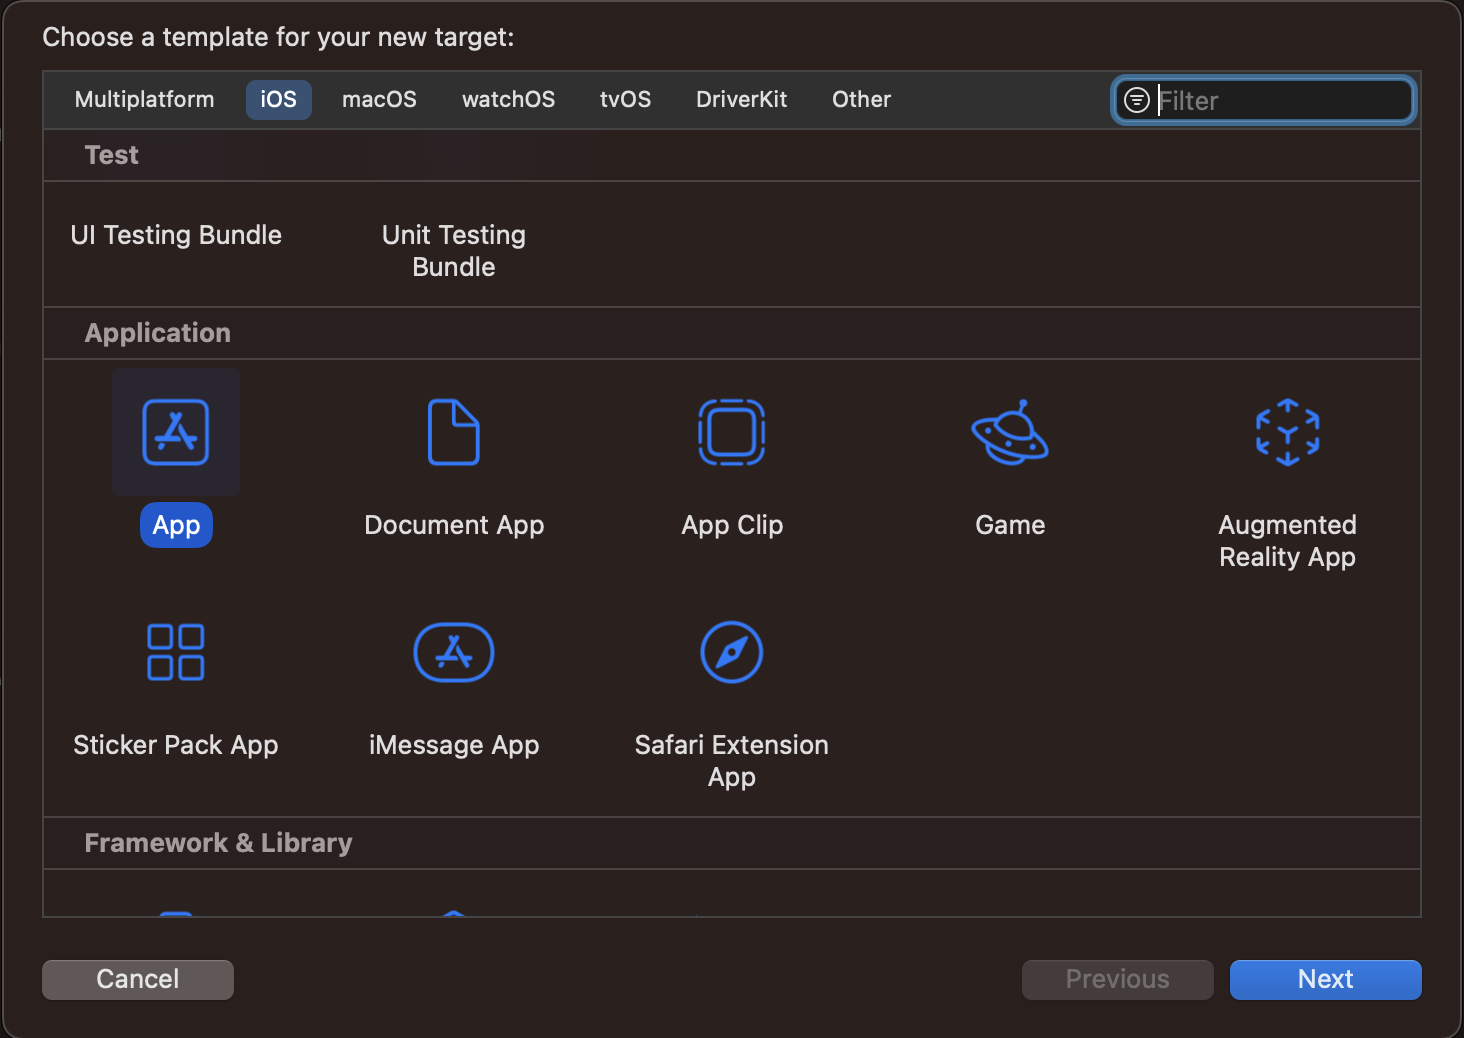 Choose a template for your new target:
Multiplatform iOS macOS watchOS tvOS DriverKit Other Filter
Test
UI Testing Bundle
Unit Testing
Bundle
Application
App
Document App
App Clip
Game
Augmented
Reality App
Sticker Pack App
iMessage App
Safari Extension
App
Framework & Library
Cancel
Previous
Next